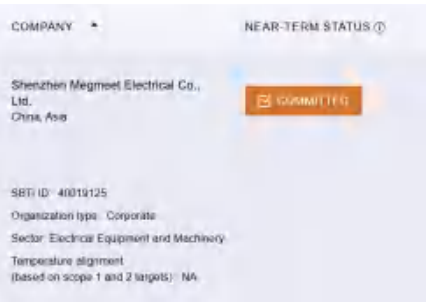 COMPANY
NEAR-TERM STATUS
Shenzhen Megmeet Electrical Co.,
Ltd.
China, Asia
COMMITTED
SBTi ID: 40019125
Organization type: Corporate
Sector: Electrical Equipment and Machinery
Temperature alignment
(based on scope 1 and 2 targets): NA